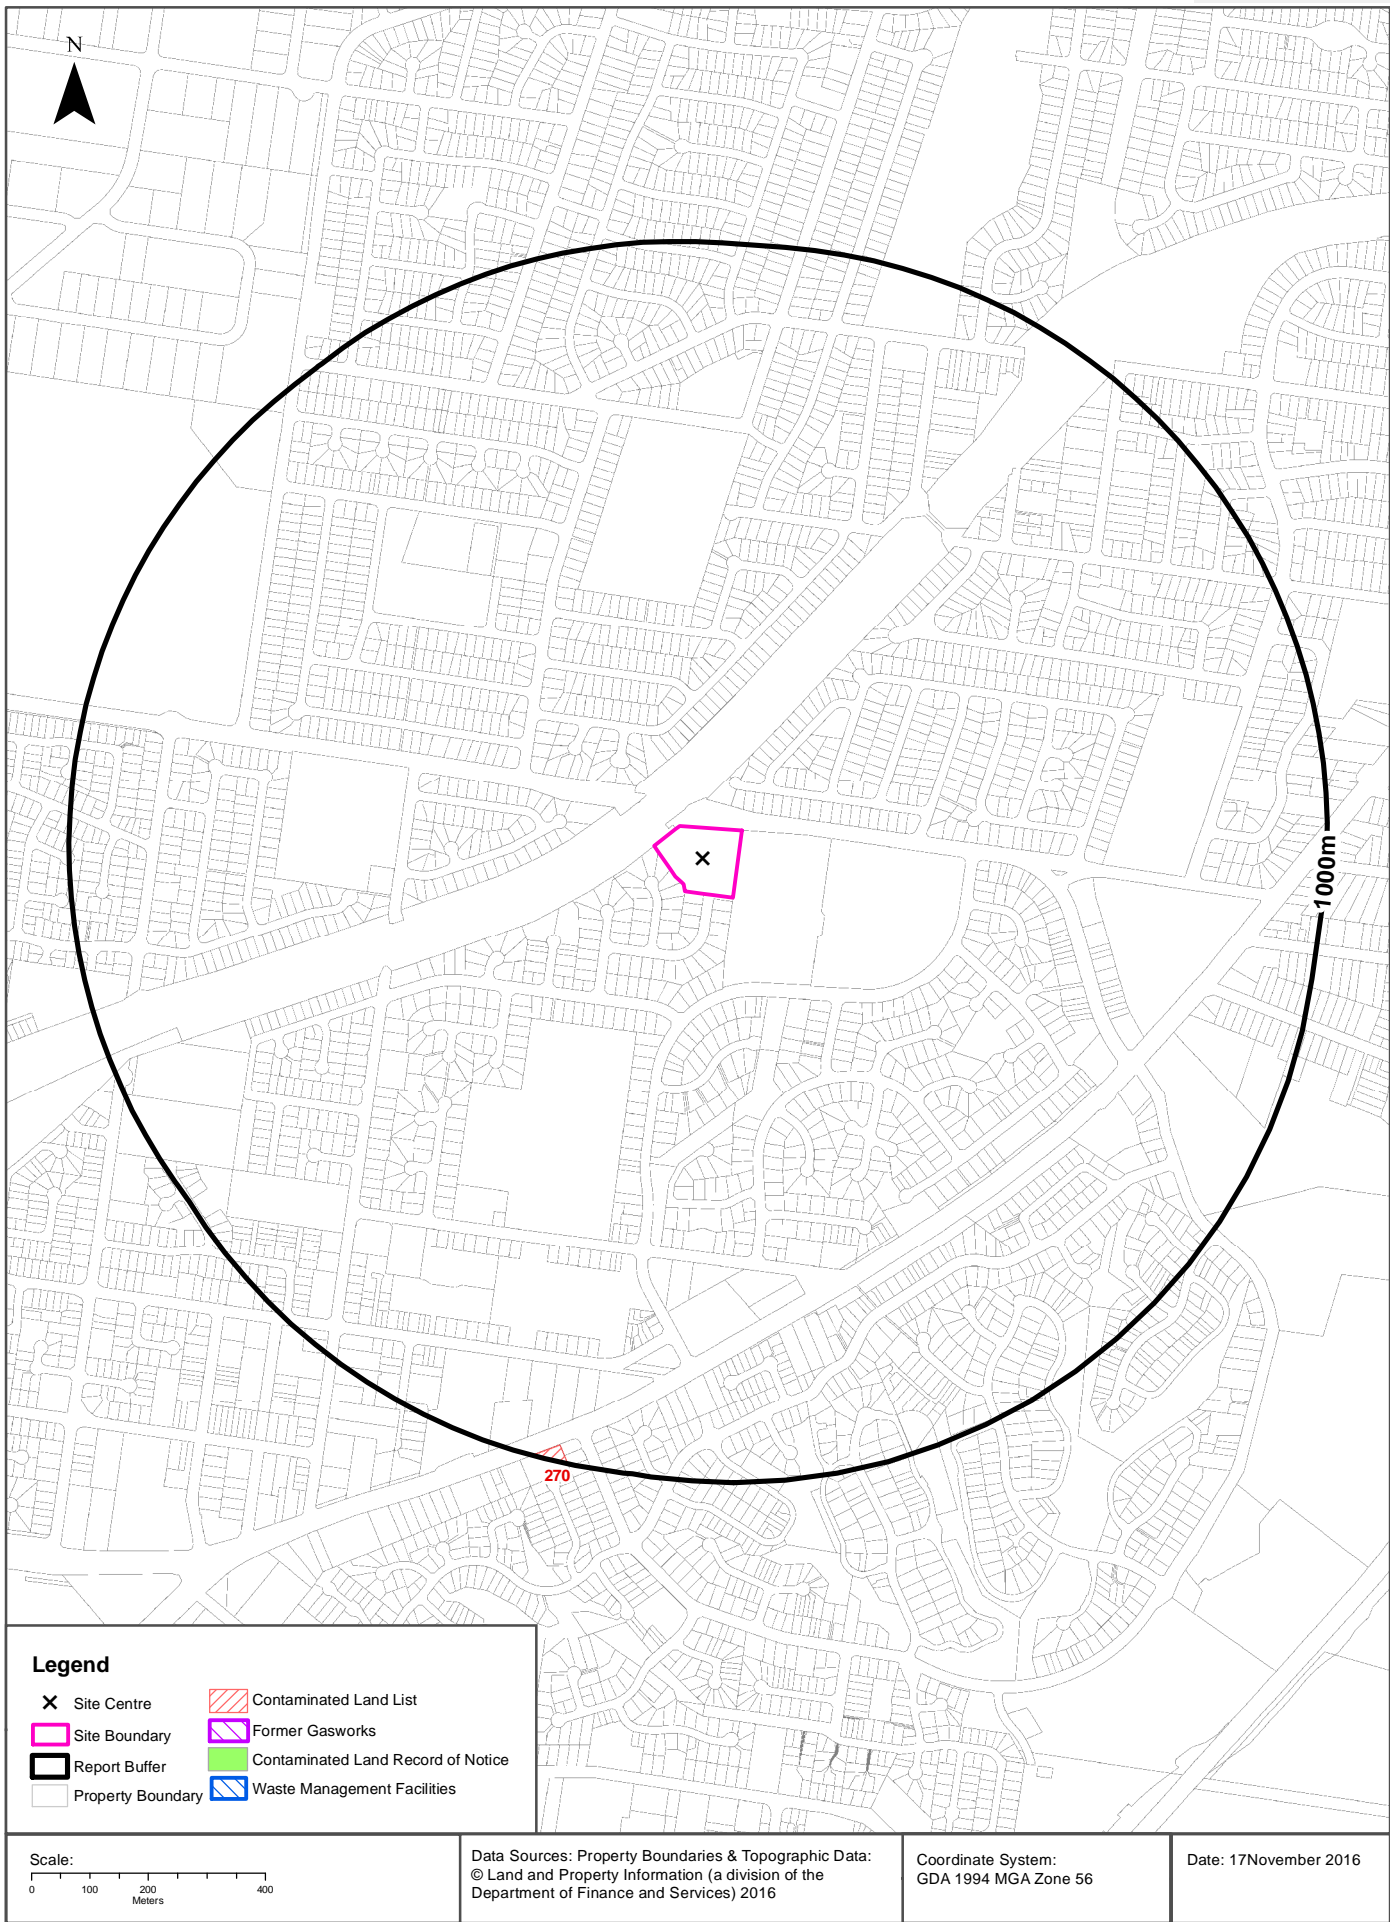 N
1000m
270
Legend
Site Centre
Site Boundary
Report Buffer
Property Boundary
Contaminated Land List
Former Gasworks
Contaminated Land Record of Notice
Waste Management Facilities
Scale:
0 100 200 400
Meters
Data Sources: Property Boundaries & Topographic Data:
© Land and Property Information (a division of the
Department of Finance and Services) 2016
Coordinate System:
GDA 1994 MGA Zone 56
Date: 17November 2016